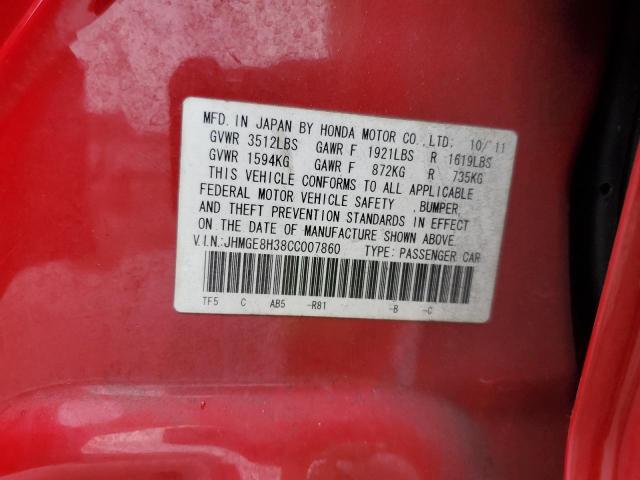 MFD. IN JAPAN BY HONDA MOTOR CO., LTD. 10/'11
GVWR 3512LBS GAWR F 1921LBS R 1619LBS
GVWR 1594KG GAWR F 872KG R 735KG
THIS VEHICLE CONFORMS TO ALL APPLICABLE
FEDERAL MOTOR VEHICLE SAFETY ,BUMPER,
AND THEFT PREVENTION STANDARDS IN EFFECT
ON THE DATE OF MANUFACTURE SHOWN ABOVE.
V.I.N.:JHMGE8H38CC007860 TYPE: PASSENGER CAR
TF5 C AB5 -R81 -B -C